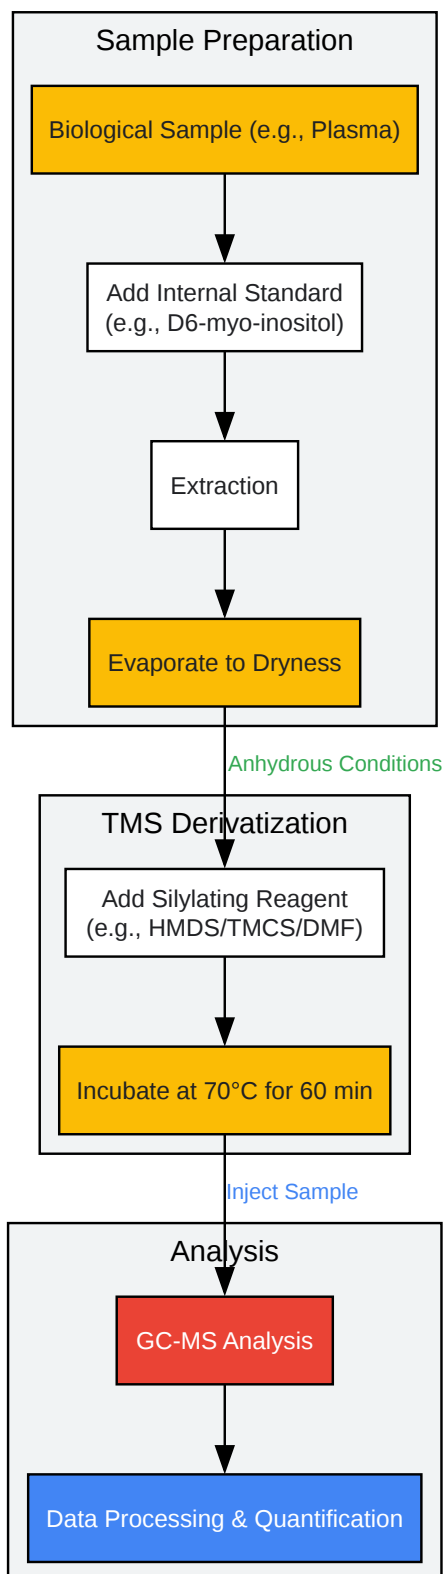 Sample Preparation
Biological Sample (e.g., Plasma)
Add Internal Standard
(e.g., D6-myo-inositol)
Extraction
Evaporate to Dryness
Anhydrous Conditions
TMS Derivatization
Add Silylating Reagent
(e.g., HMDS/TMCS/DMF)
Incubate at 70°C for 60 min
Inject Sample
Analysis
GC-MS Analysis
Data Processing & Quantification